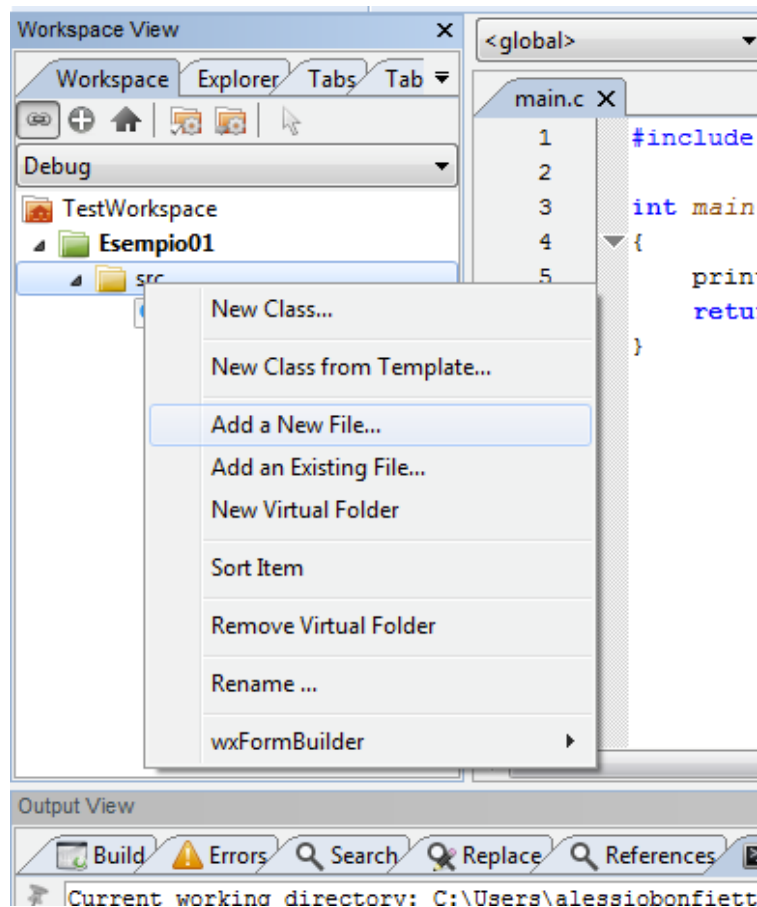 Workspace View
Workspace Explorer Tabs Tab
Debug
TestWorkspace
Esempio01
src
New Class...
New Class from Template...
Add a New File...
Add an Existing File...
New Virtual Folder
Sort Item
Remove Virtual Folder
Rename ...
wxFormBuilder
<global>
main.c
1 #include
2
3 int main
4 {
5 prin
retu
}
Output View
Build Errors Search Replace References
Current working directory: C:\Users\alessiobonfiett